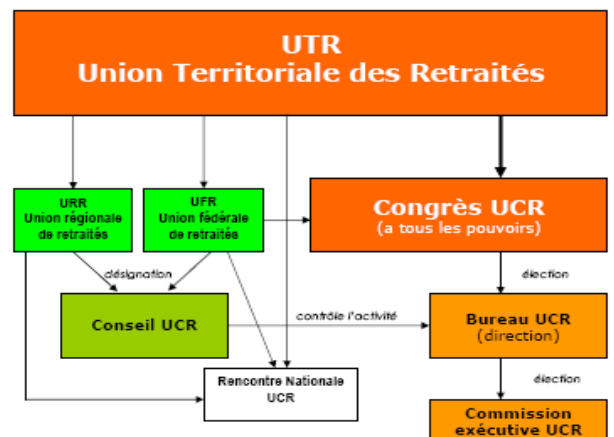 UTR
Union Territoriale des Retraités
URR
Union régionale
de retraités
UFR
Union fédérale
de retraités
Congrès UCR
(a tous les pouvoirs)
désignation
élection
Conseil UCR
contrôle l'activité
Bureau UCR
(direction)
Rencontre Nationale
UCR
élection
Commission
exécutive UCR